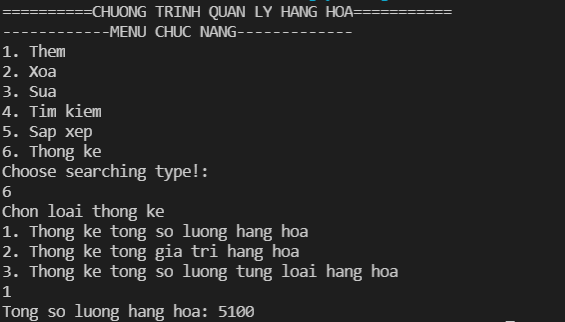 ==========CHUONG TRINH QUAN LY HANG HOA===========
------------MENU CHUC NANG-------------
1. Them
2. Xoa
3. Sua
4. Tim kiem
5. Sap xep
6. Thong ke
Choose searching type!:
6
Chon loai thong ke
1. Thong ke tong so luong hang hoa
2. Thong ke tong gia tri hang hoa
3. Thong ke tong so luong tung loai hang hoa
1
Tong so luong hang hoa: 5100